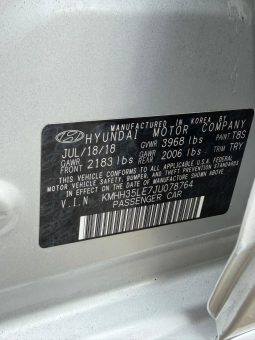 MANUFACTURED IN KOREA BY
HYUNDAI MOTOR COMPANY
JUL/18/18 GVWR 3968 lbs PAINT T8S
GAWR FRONT 2183 lbs GAWR REAR 2006 lbs TRIM TRY
THIS VEHICLE CONFORMS TO ALL APPLICABLE U.S. FEDERAL
MOTOR VEHICLE SAFETY, BUMPER, AND THEFT PREVENTION
STANDARDS IN EFFECT ON THE DATE OF MANUFACTURE SHOWN ABOVE.
V.I.N KMHH35LE7JU078764
PASSENGER CAR